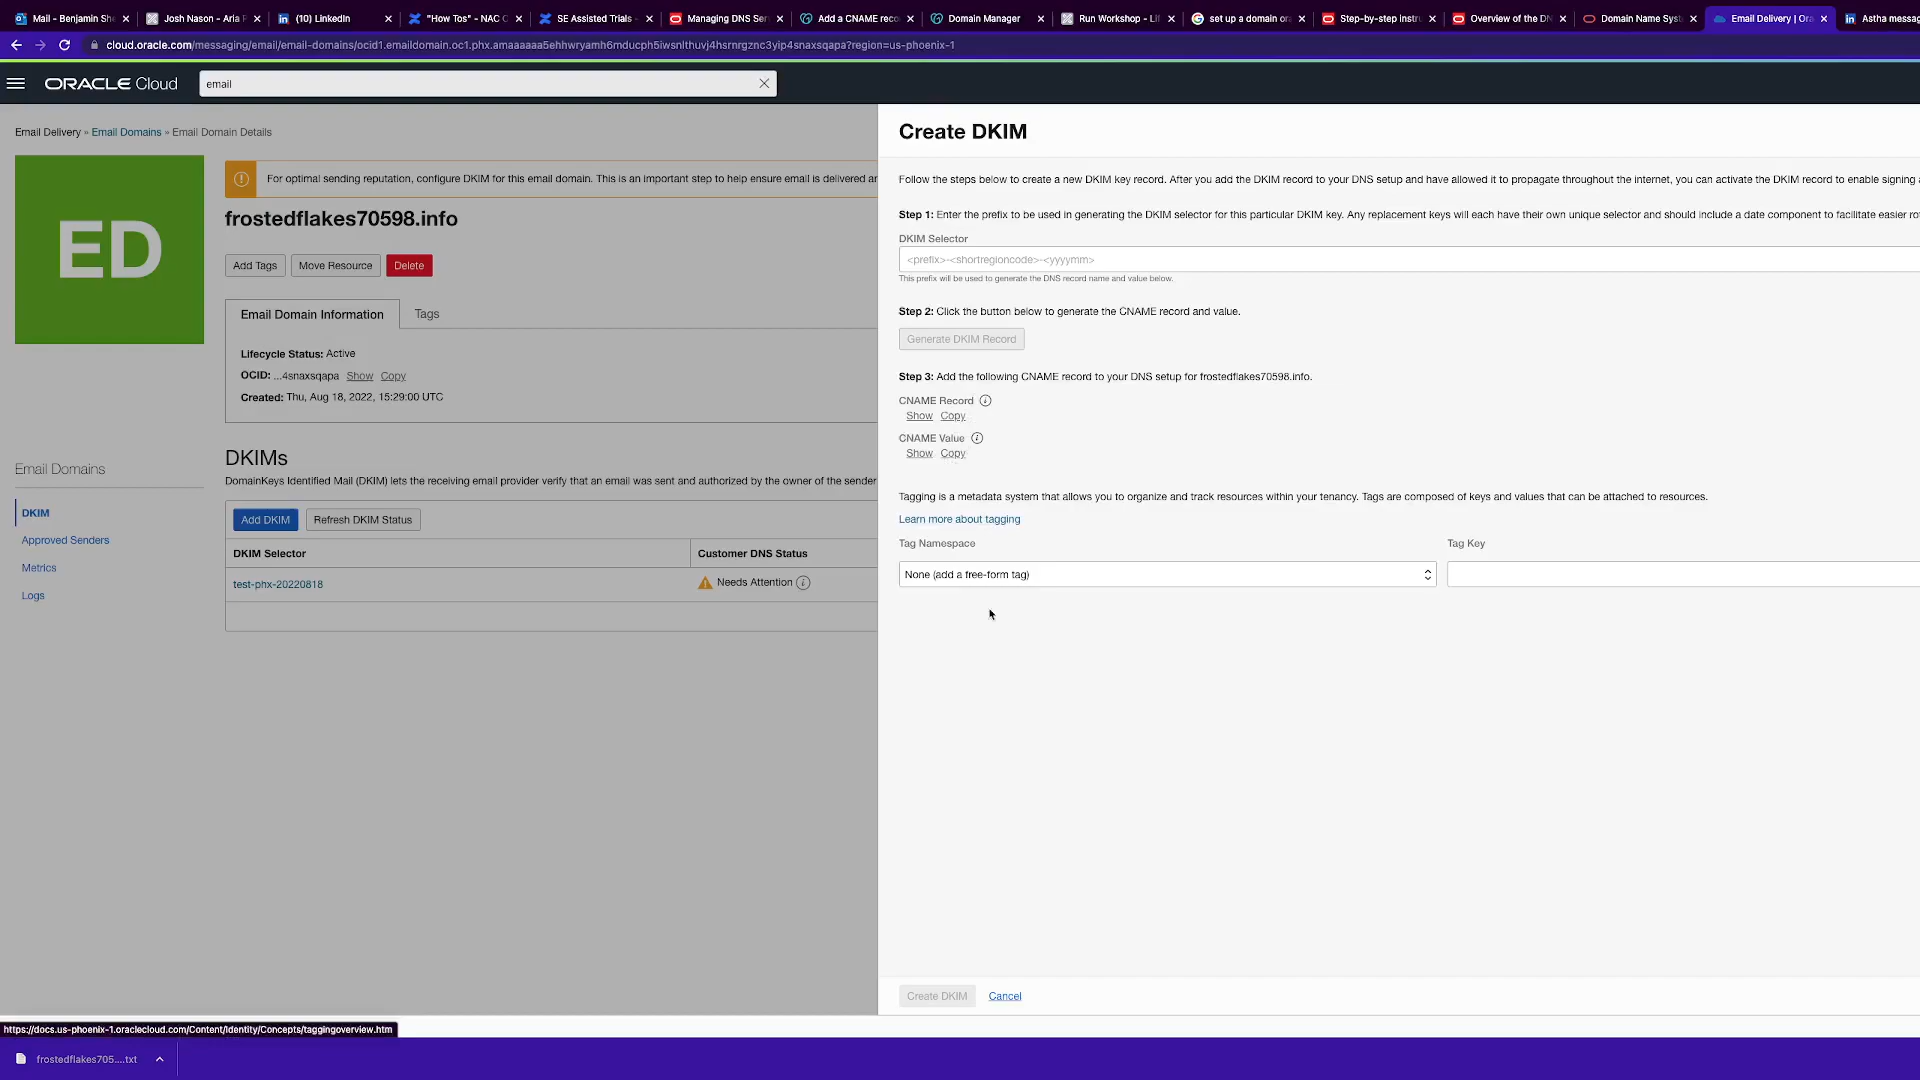 Mail - Benjamin She
Josh Nason - Aria P
(10) LinkedIn
"How Tos" - NAC C
SE Assisted Trials -
Managing DNS Ser
Add a CNAME reco
Domain Manager
Run Workshop - Lif
set up a domain or
Step-by-step Instru
Overview of the DN
Domain Name Syst
Email Delivery | Ora
Astha messag
cloud.oracle.com/messaging/email/email-domains/ocid1.emaildomain.oc1.phx.amaaaaaa5ehhwryamh6mducph5iwsnlthuvj4hsrnrgznc3yip4snaxsqapa?region=us-phoenix-1
ORACLE Cloud
email
Email Delivery » Email Domains » Email Domain Details
ED
For optimal sending reputation, configure DKIM for this email domain. This is an important step to help ensure email is delivered an
frostedflakes70598.info
Add Tags
Move Resource
Delete
Email Domain Information
Tags
Lifecycle Status: Active
OCID: ...4snaxsqapa Show Copy
Created: Thu, Aug 18, 2022, 15:29:00 UTC
Email Domains
DKIM
Approved Senders
Metrics
Logs
DKIMs
DomainKeys Identified Mail (DKIM) lets the receiving email provider verify that an email was sent and authorized by the owner of the sender
Add DKIM
Refresh DKIM Status
DKIM Selector
Customer DNS Status
test-phx-20220818
Needs Attention
Create DKIM
Follow the steps below to create a new DKIM key record. After you add the DKIM record to your DNS setup and have allowed it to propagate throughout the internet, you can activate the DKIM record to enable signing a
Step 1: Enter the prefix to be used in generating the DKIM selector for this particular DKIM key. Any replacement keys will each have their own unique selector and should include a date component to facilitate easier ro
DKIM Selector
<prefix>-<shortregioncode>-<yyyymm>
This prefix will be used to generate the DNS record name and value below.
Step 2: Click the button below to generate the CNAME record and value.
Generate DKIM Record
Step 3: Add the following CNAME record to your DNS setup for frostedflakes70598.info.
CNAME Record
Show Copy
CNAME Value
Show Copy
Tagging is a metadata system that allows you to organize and track resources within your tenancy. Tags are composed of keys and values that can be attached to resources.
Learn more about tagging
Tag Namespace
Tag Key
None (add a free-form tag)
Create DKIM
Cancel
https://docs.us-phoenix-1.oraclecloud.com/Content/Identity/Concepts/taggingoverview.htm
frostedflakes705....txt